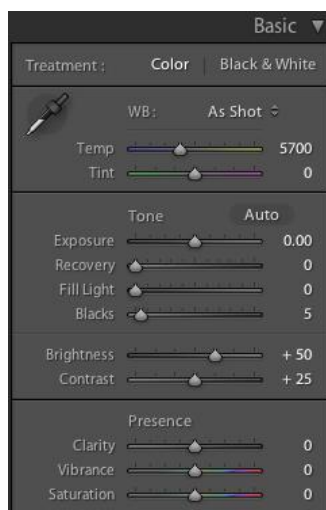 Basic ▼
Treatment : Color | Black & White
WB: As Shot
Temp 5700
Tint 0
Tone Auto
Exposure 0.00
Recovery 0
Fill Light 0
Blacks 5
Brightness + 50
Contrast + 25
Presence
Clarity 0
Vibrance 0
Saturation 0